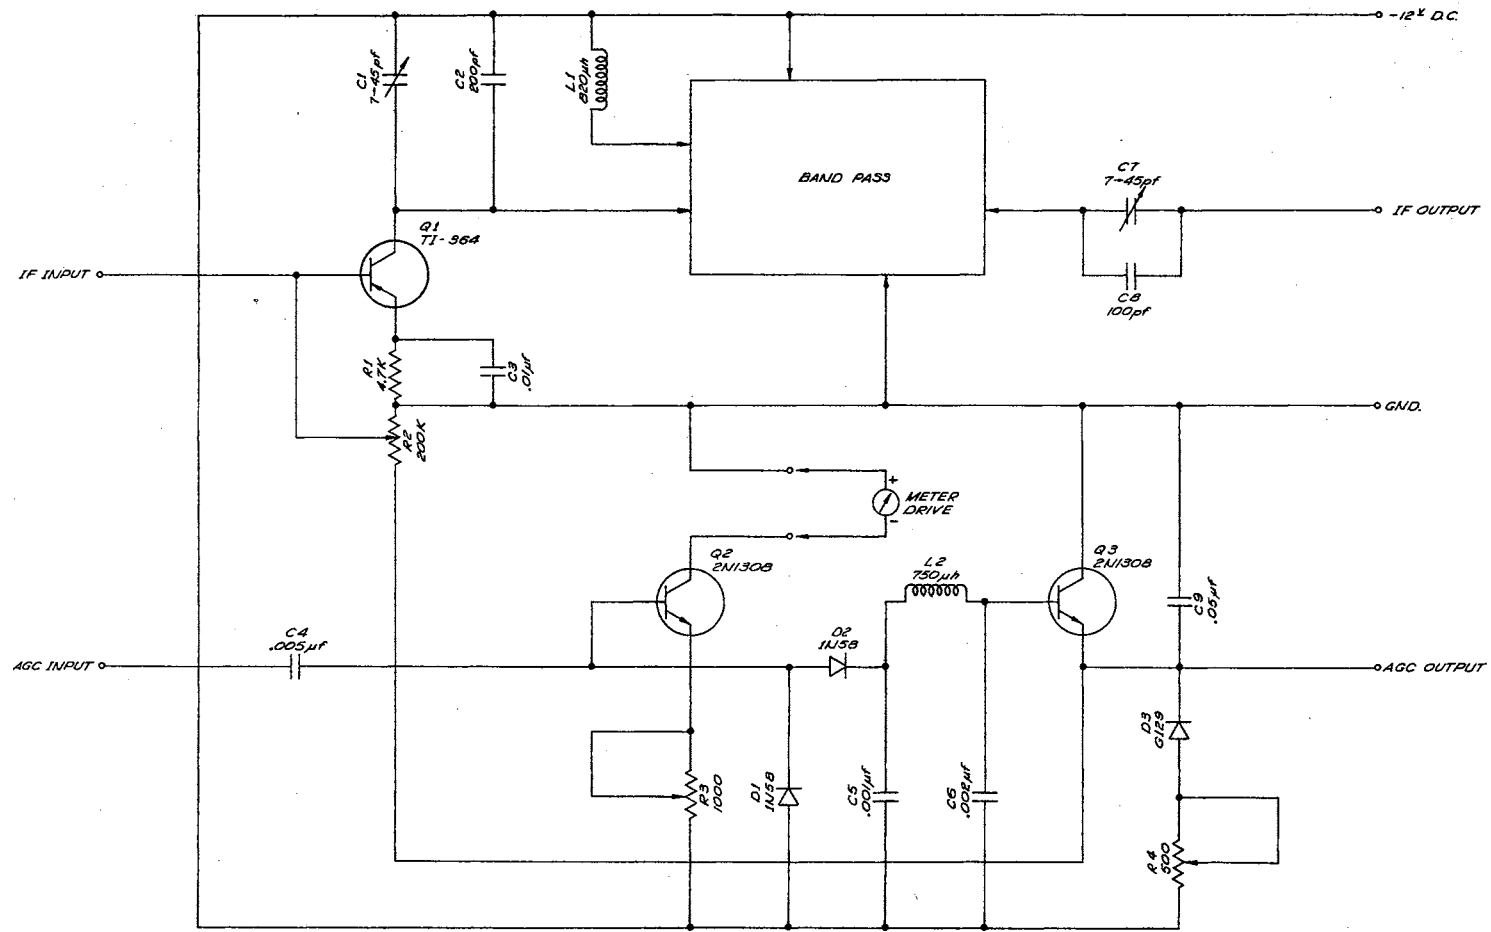 -12V D.C.
C1
7-45pf
C2
200pf
L1
820µh
BAND PASS
C7
7-45pf
IF OUTPUT
C8
100pf
Q1
TI-364
IF INPUT
R1
4.7K
C3
.01µf
R2
200K
GND.
+
METER
DRIVE
-
Q2
2N1308
Q3
2N1308
L2
750µh
C9
.05µf
C4
.005µf
AGC INPUT
D2
1N58
AGC OUTPUT
D3
G129
R3
1000
D1
1N58
C5
.001µf
C6
.002µf
R4
500